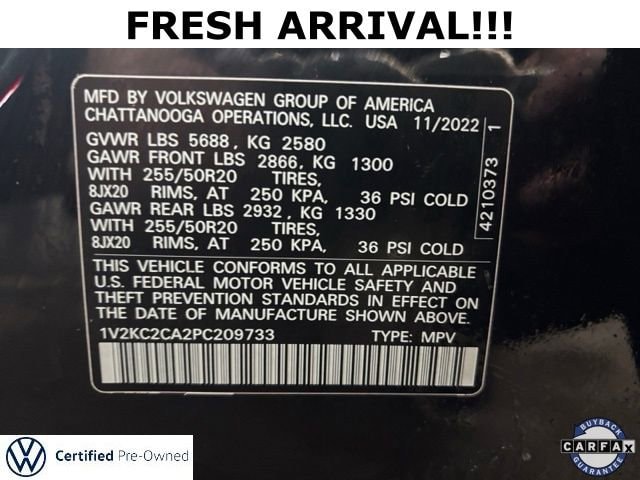 FRESH ARRIVAL!!!
MFD BY VOLKSWAGEN GROUP OF AMERICA
CHATTANOOGA OPERATIONS, LLC. USA 11/2022
GVWR LBS 5688, KG 2580
GAWR FRONT LBS 2866, KG 1300
WITH 255/50R20 TIRES,
8JX20 RIMS, AT 250 KPA, 36 PSI COLD
GAWR REAR LBS 2932, KG 1330
WITH 255/50R20 TIRES,
8JX20 RIMS, AT 250 KPA, 36 PSI COLD
THIS VEHICLE CONFORMS TO ALL APPLICABLE
U.S. FEDERAL MOTOR VEHICLE SAFETY AND
THEFT PREVENTION STANDARDS IN EFFECT ON
THE DATE OF MANUFACTURE SHOWN ABOVE.
1V2KC2CA2PC209733 TYPE: MPV
4210373 1
Certified Pre-Owned
BUYBACK
CARFAX
GUARANTEE